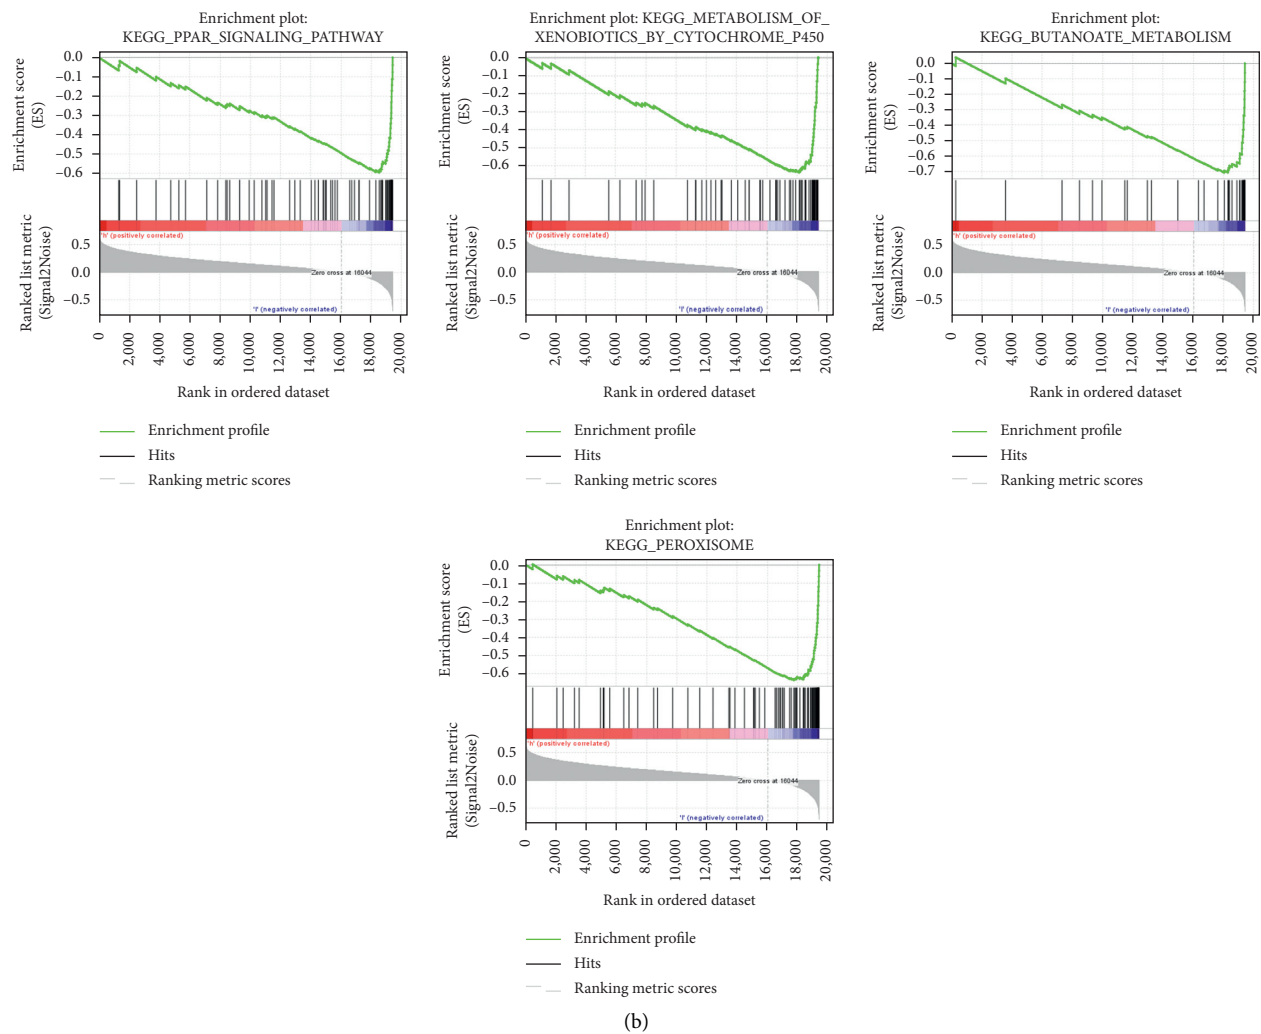 Enrichment plot:
KEGG_PPAR_SIGNALING_PATHWAY
Enrichment score
(ES)
0.0
−0.1
−0.2
−0.3
−0.4
−0.5
−0.6
Ranked list metric
(Signal2Noise)
'h' (positively correlated)
0.5
0.0
−0.5
Zero cross at 16044
'l' (negatively correlated)
0
2,000
4,000
6,000
8,000
10,000
12,000
14,000
16,000
18,000
20,000
Rank in ordered dataset
Enrichment profile
Hits
Ranking metric scores
Enrichment plot: KEGG_METABOLISM_OF_
XENOBIOTICS_BY_CYTOCHROME_P450
Enrichment score
(ES)
0.0
−0.1
−0.2
−0.3
−0.4
−0.5
−0.6
Ranked list metric
(Signal2Noise)
'h' (positively correlated)
0.5
0.0
−0.5
Zero cross at 16044
'l' (negatively correlated)
0
2,000
4,000
6,000
8,000
10,000
12,000
14,000
16,000
18,000
20,000
Rank in ordered dataset
Enrichment profile
Hits
Ranking metric scores
Enrichment plot:
KEGG_BUTANOATE_METABOLISM
Enrichment score
(ES)
0.0
−0.1
−0.2
−0.3
−0.4
−0.5
−0.6
−0.7
Ranked list metric
(Signal2Noise)
'h' (positively correlated)
0.5
0.0
−0.5
Zero cross at 16044
'l' (negatively correlated)
0
2,000
4,000
6,000
8,000
10,000
12,000
14,000
16,000
18,000
20,000
Rank in ordered dataset
Enrichment profile
Hits
Ranking metric scores
Enrichment plot:
KEGG_PEROXISOME
Enrichment score
(ES)
0.0
−0.1
−0.2
−0.3
−0.4
−0.5
−0.6
Ranked list metric
(Signal2Noise)
'h' (positively correlated)
0.5
0.0
−0.5
Zero cross at 16044
'l' (negatively correlated)
0
2,000
4,000
6,000
8,000
10,000
12,000
14,000
16,000
18,000
20,000
Rank in ordered dataset
Enrichment profile
Hits
Ranking metric scores
(b)